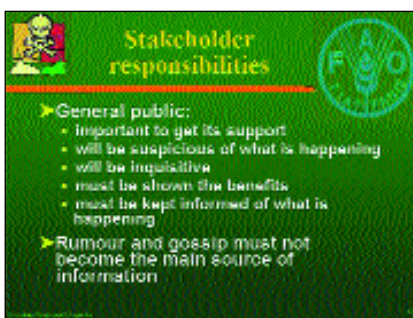 Stakeholder
responsibilities
F A O
➤General public:
▪ important to get its support
▪ will be suspicious of what is happening
▪ will be inquisitive
▪ must be shown the benefits
▪ must be kept informed of what is
happening
➤Rumour and gossip must not
become the main source of
information